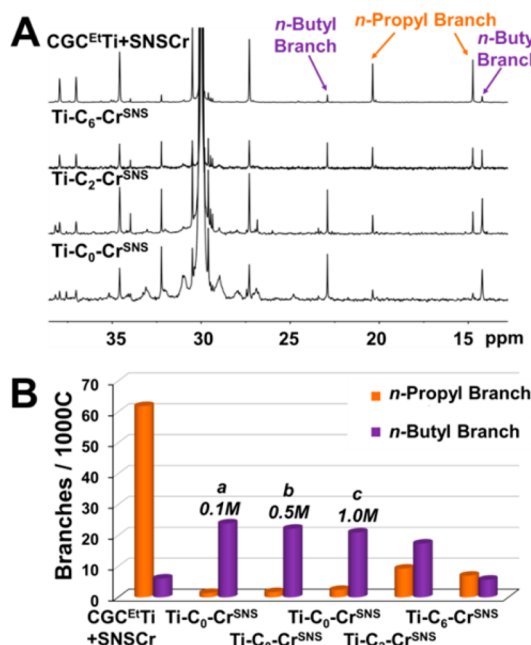 A
n-Butyl
Branch
n-Propyl Branch
n-Buty
Branch
CGC^EtTi+SNSCr
Ti-C₆-Cr^SNS
Ti-C₂-Cr^SNS
Ti-C₀-Cr^SNS
35 30 25 20 15 ppm
B
Branches / 1000C
70
60
50
40
30
20
10
0
n-Propyl Branch
n-Butyl Branch
a
0.1M
b
0.5M
c
1.0M
CGC^EtTi
+SNSCr
Ti-C₀-Cr^SNS
Ti-C₀-Cr^SNS
Ti-C₀-Cr^SNS
Ti-C₂-Cr^SNS
Ti-C₆-Cr^SNS